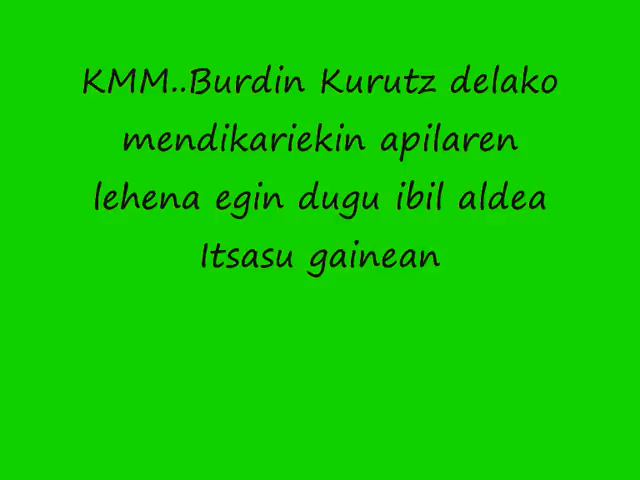 KMM..Burdin Kurutz delako
mendikariekin apilaren
lehena egin dugu ibil aldea
Itsasu gainean